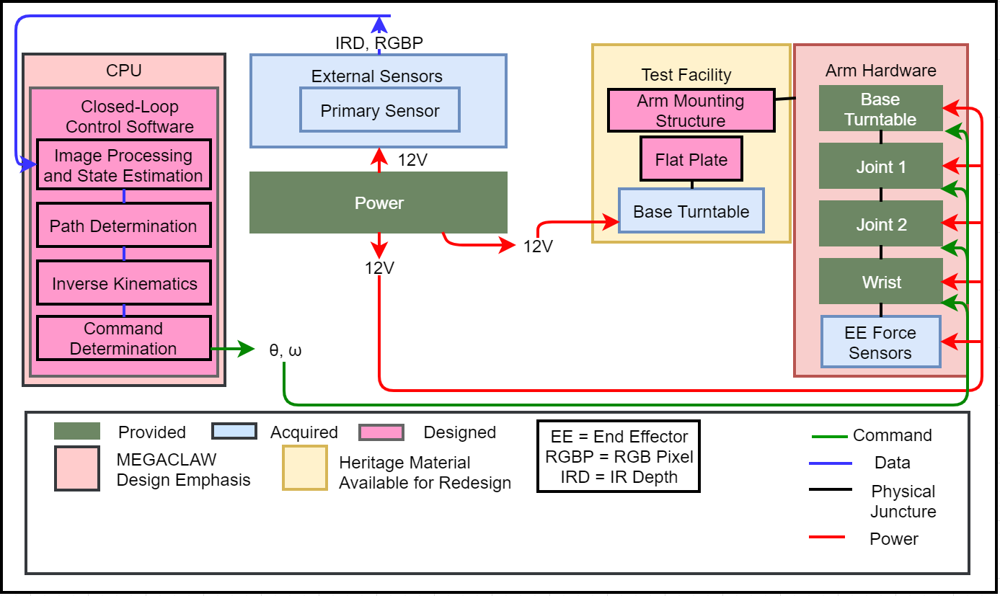 IRD, RGBP
CPU
Closed-Loop
Control Software
Image Processing
and State Estimation
Path Determination
Inverse Kinematics
Command
Determination
External Sensors
Primary Sensor
12V
Power
12V
12V
θ, ω
Test Facility
Arm Mounting
Structure
Flat Plate
Base Turntable
Arm Hardware
Base
Turntable
Joint 1
Joint 2
Wrist
EE Force
Sensors
Provided
Acquired
Designed
MEGACLAW
Design Emphasis
Heritage Material
Available for Redesign
EE = End Effector
RGBP = RGB Pixel
IRD = IR Depth
Command
Data
Physical
Juncture
Power